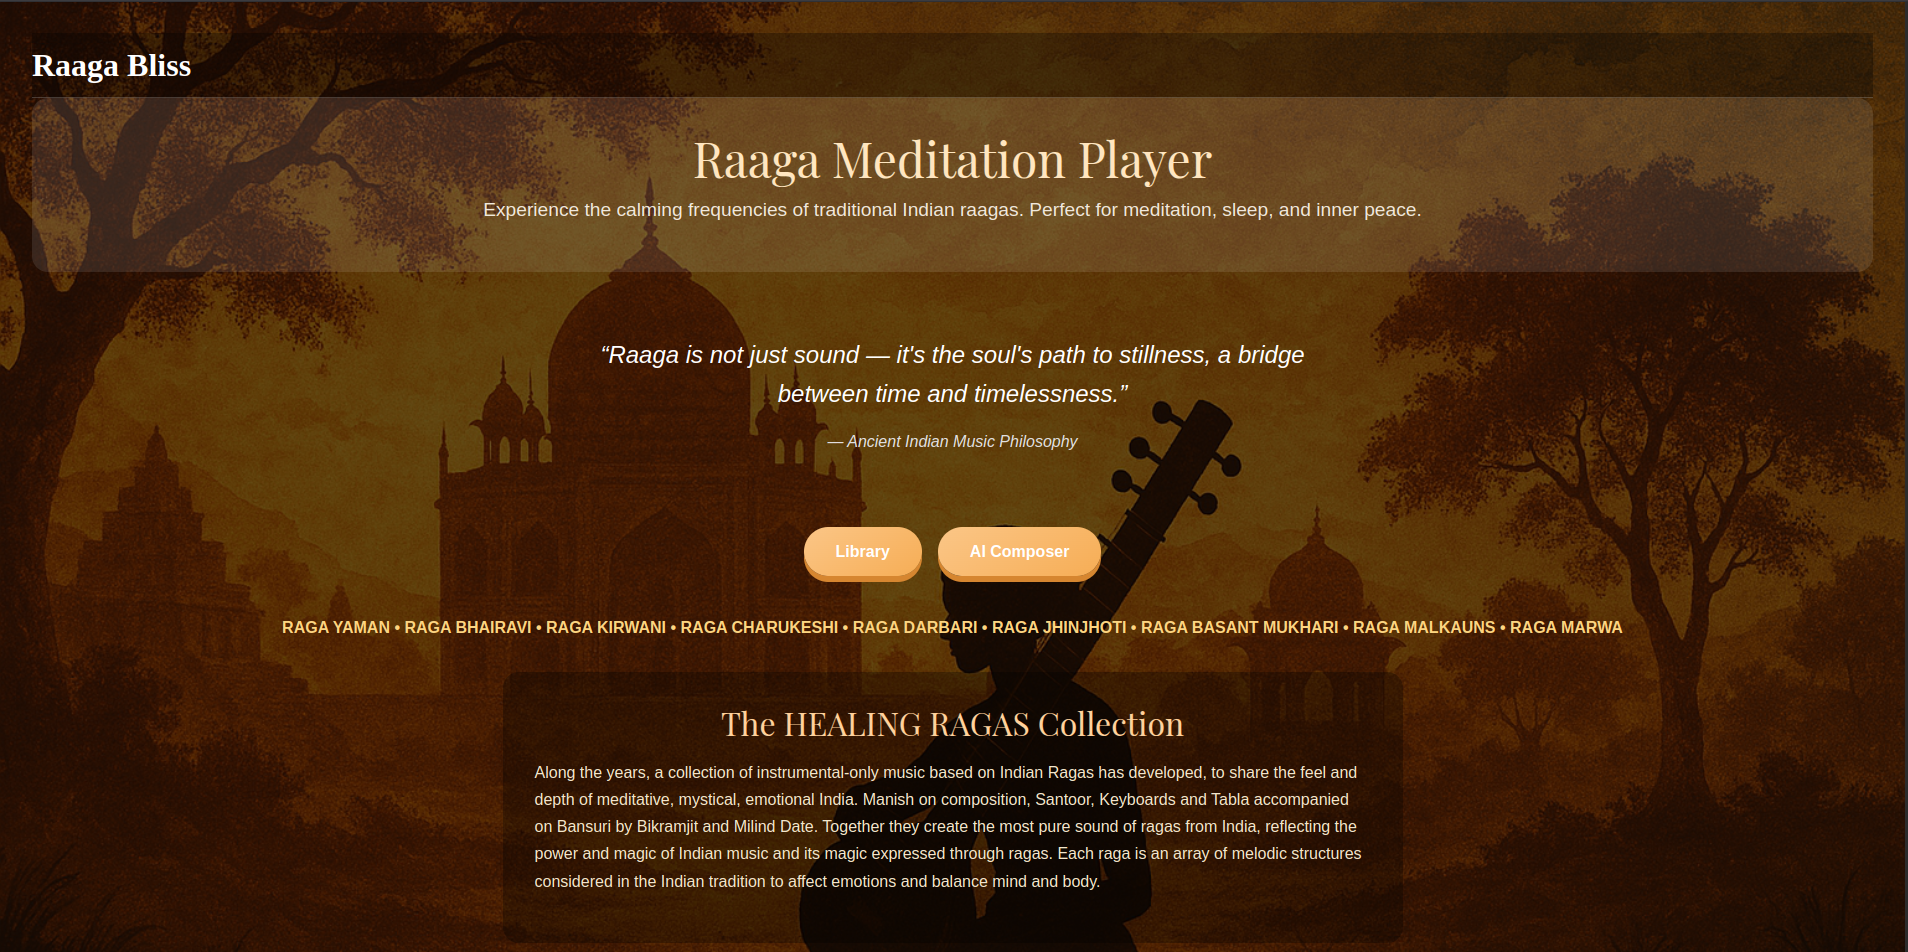 Raaga Bliss
Raaga Meditation Player
Experience the calming frequencies of traditional Indian raagas. Perfect for meditation, sleep, and inner peace.
“Raaga is not just sound — it's the soul's path to stillness, a bridge
between time and timelessness.”
— Ancient Indian Music Philosophy
Library
AI Composer
RAGA YAMAN • RAGA BHAIRAVI • RAGA KIRWANI • RAGA CHARUKESHI • RAGA DARBARI • RAGA JHINJHOTI • RAGA BASANT MUKHARI • RAGA MALKAUNS • RAGA MARWA
The HEALING RAGAS Collection
Along the years, a collection of instrumental-only music based on Indian Ragas has developed, to share the feel and
depth of meditative, mystical, emotional India. Manish on composition, Santoor, Keyboards and Tabla accompanied
on Bansuri by Bikramjit and Milind Date. Together they create the most pure sound of ragas from India, reflecting the
power and magic of Indian music and its magic expressed through ragas. Each raga is an array of melodic structures
considered in the Indian tradition to affect emotions and balance mind and body.